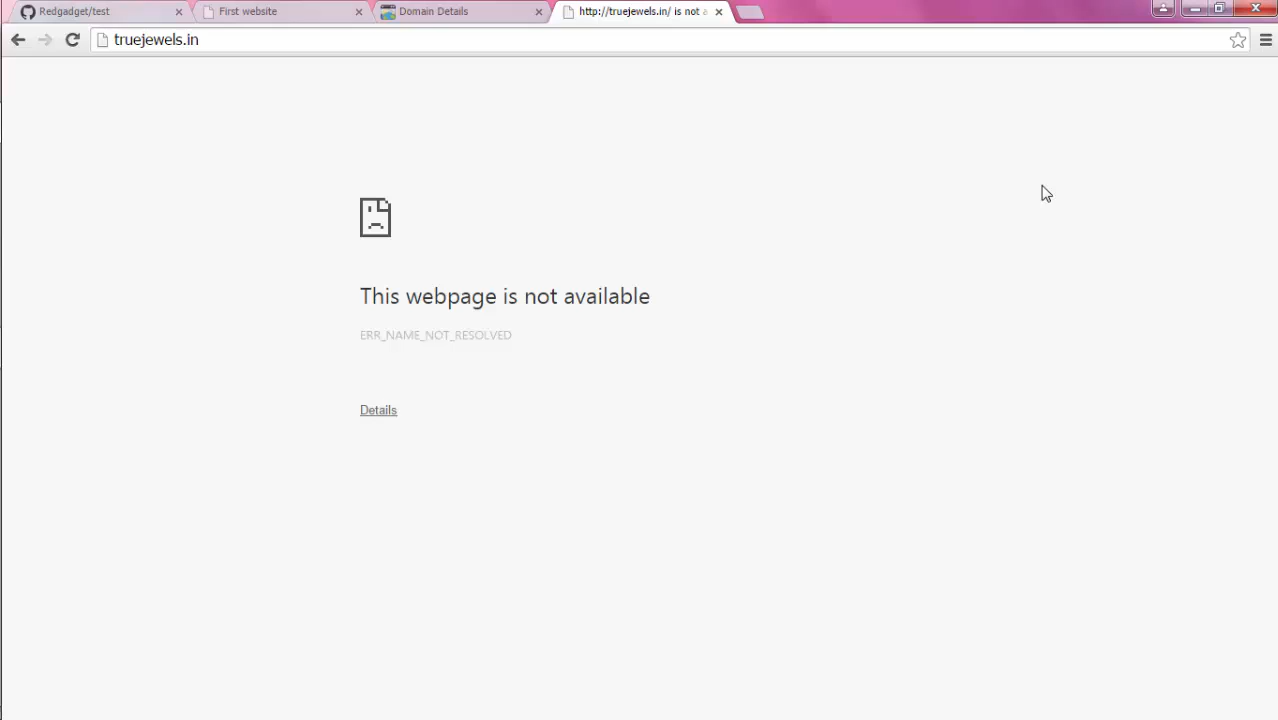 Redgadget/test
First website
Domain Details
http://truejewels.in/ is not a
truejewels.in
This webpage is not available
ERR_NAME_NOT_RESOLVED
Details